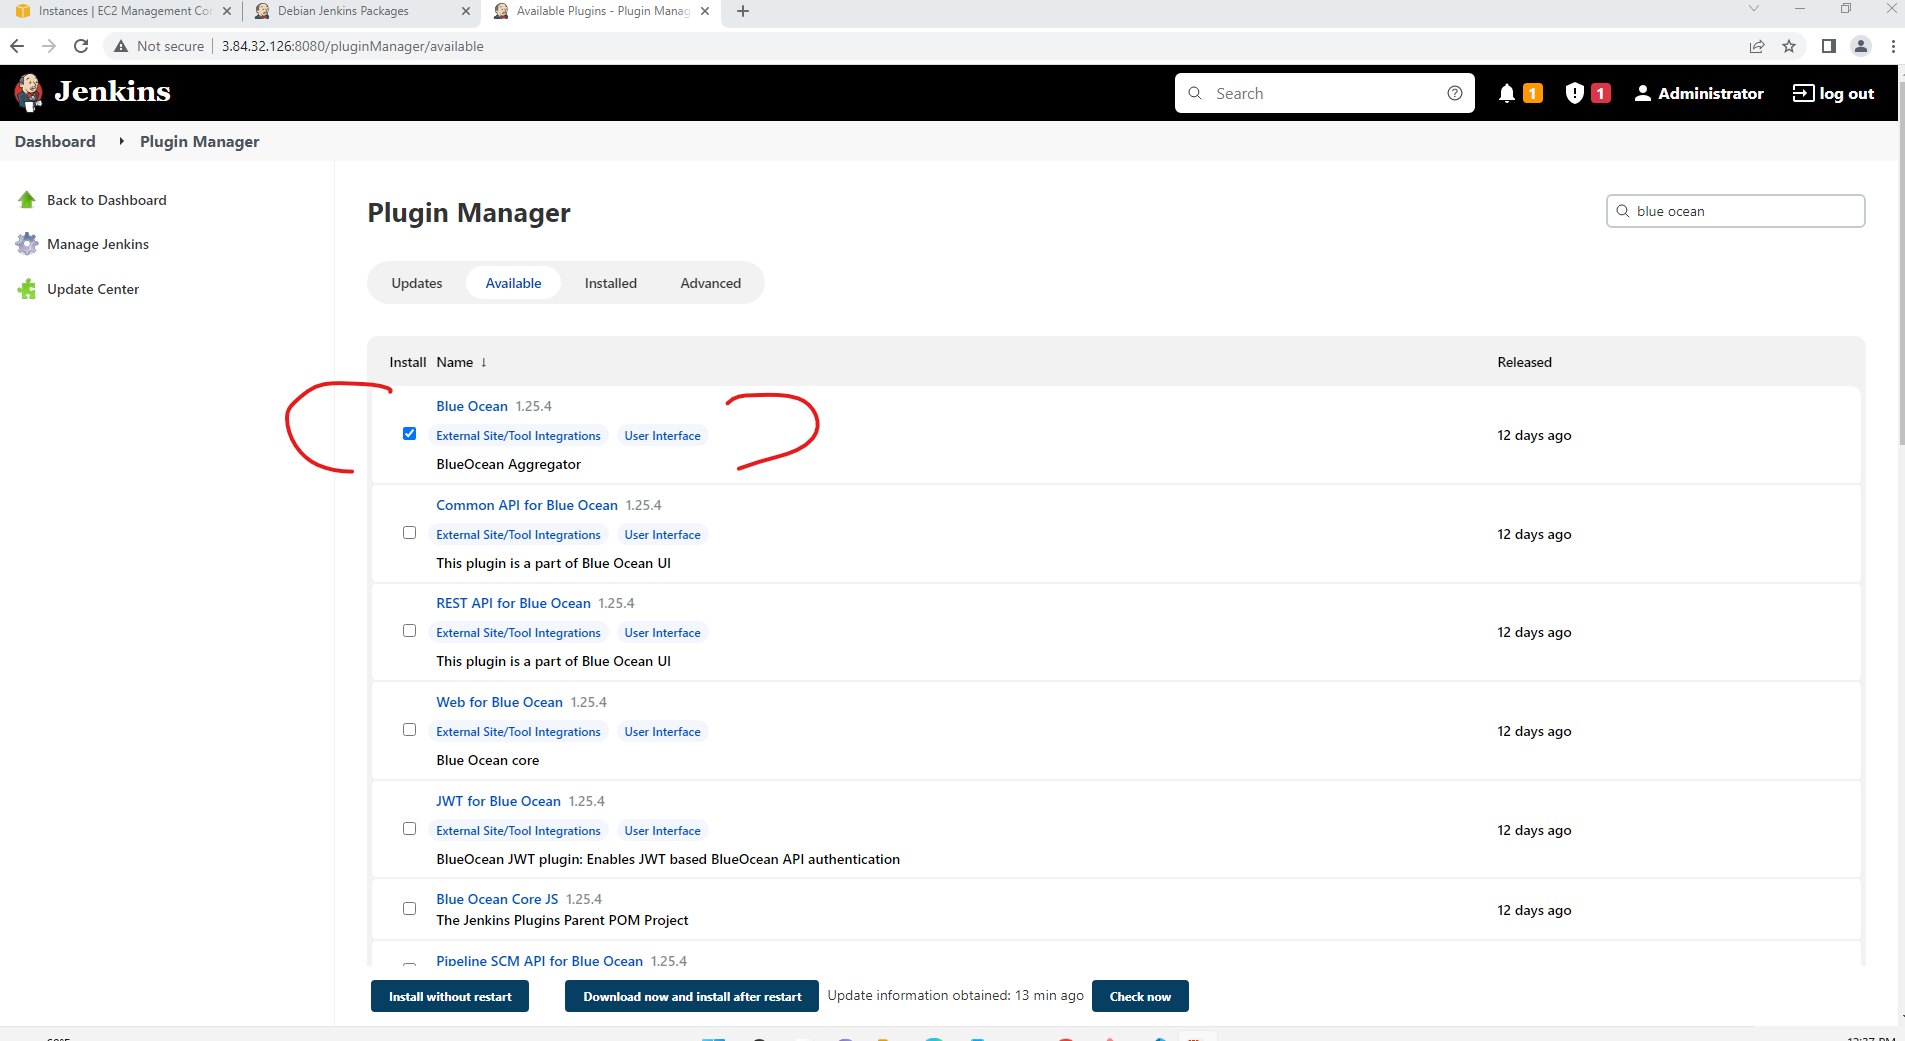 Instances | EC2 Management Co
Debian Jenkins Packages
Available Plugins - Plugin Manag
Not secure
3.84.32.126:8080/pluginManager/available
Jenkins
Search
1
1
Administrator
log out
Dashboard
Plugin Manager
Back to Dashboard
Manage Jenkins
Update Center
Plugin Manager
blue ocean
Updates
Available
Installed
Advanced
Install Name ↓
Released
Blue Ocean 1.25.4
External Site/Tool Integrations User Interface
BlueOcean Aggregator
12 days ago
Common API for Blue Ocean 1.25.4
External Site/Tool Integrations User Interface
This plugin is a part of Blue Ocean UI
12 days ago
REST API for Blue Ocean 1.25.4
External Site/Tool Integrations User Interface
This plugin is a part of Blue Ocean UI
12 days ago
Web for Blue Ocean 1.25.4
External Site/Tool Integrations User Interface
Blue Ocean core
12 days ago
JWT for Blue Ocean 1.25.4
External Site/Tool Integrations User Interface
BlueOcean JWT plugin: Enables JWT based BlueOcean API authentication
12 days ago
Blue Ocean Core JS 1.25.4
The Jenkins Plugins Parent POM Project
12 days ago
Pipeline SCM API for Blue Ocean 1.25.4
Install without restart
Download now and install after restart
Update information obtained: 13 min ago
Check now